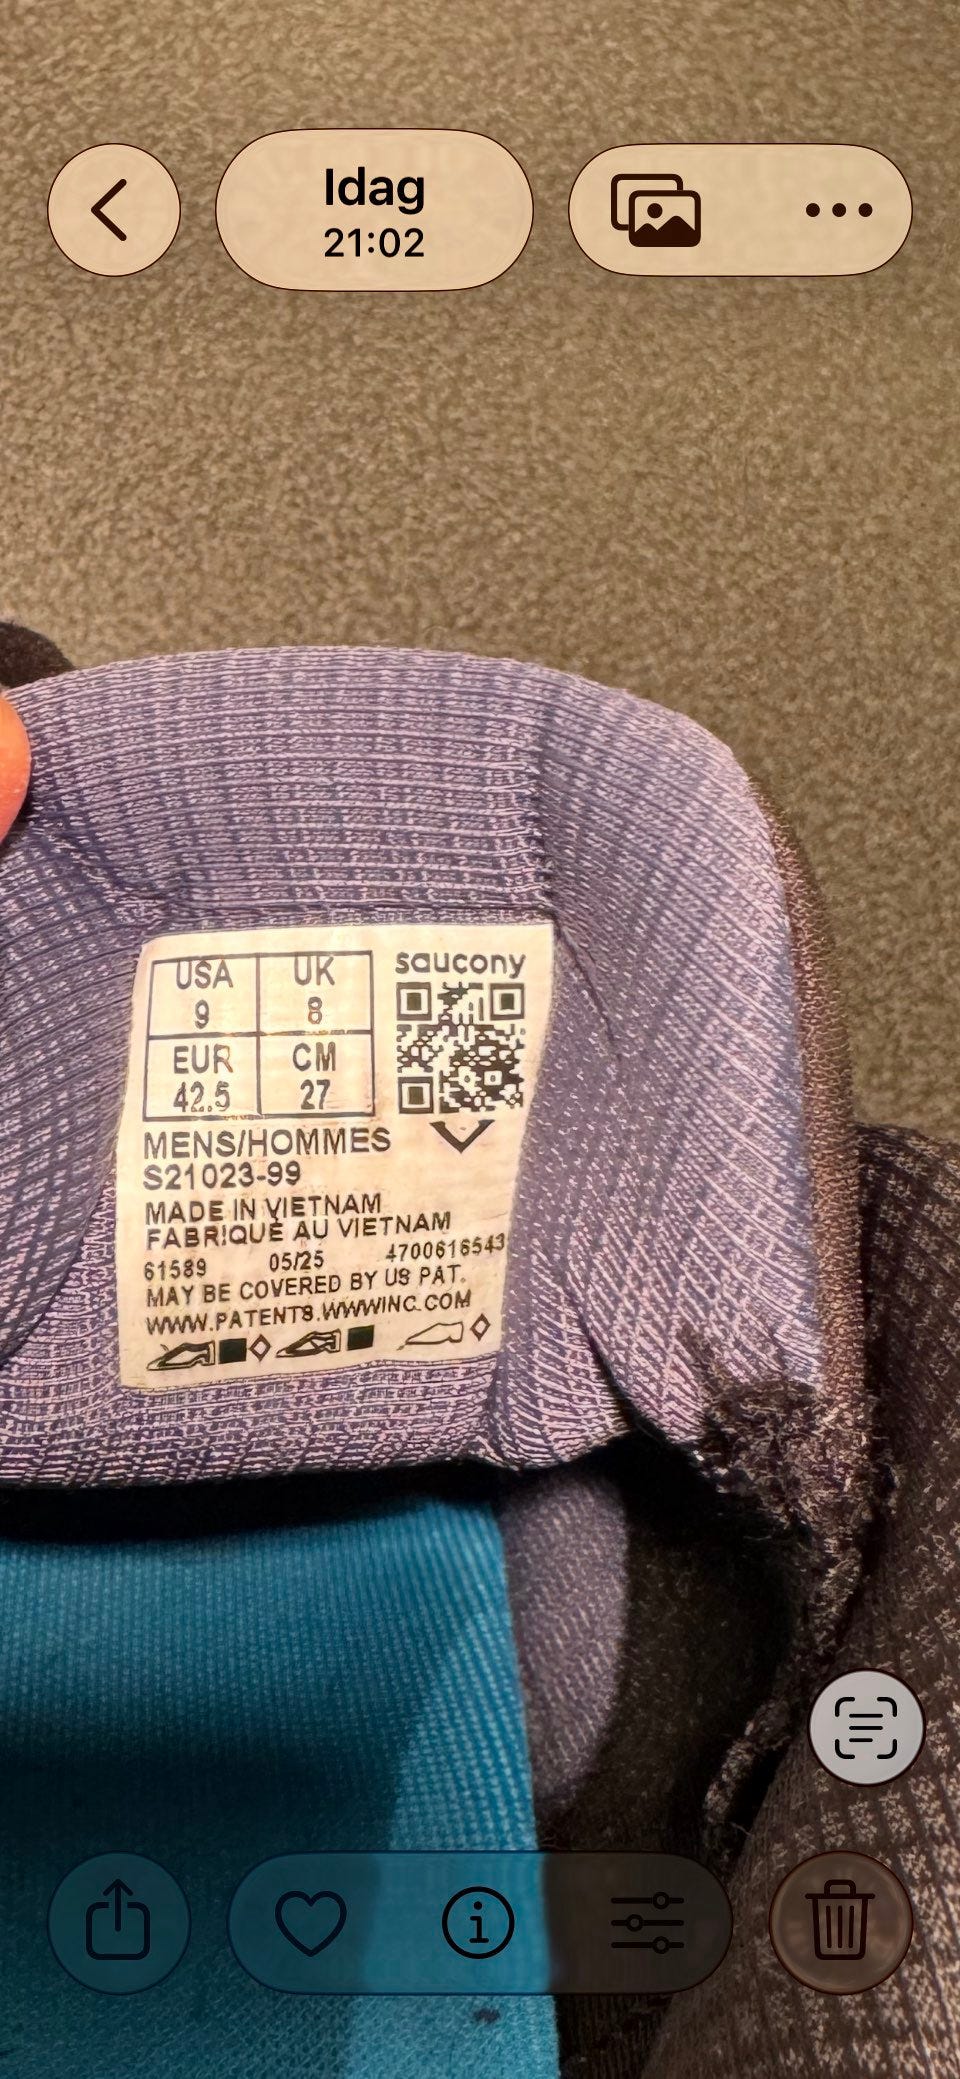 Idag
21:02
USA UK
9 8
EUR CM
42.5 27
saucony
MENS/HOMMES
S21023-99
MADE IN VIETNAM
FABRIQUÉ AU VIETNAM
61589 05/25 4700616543
MAY BE COVERED BY US PAT.
WWW.PATENTS.WWWINC.COM